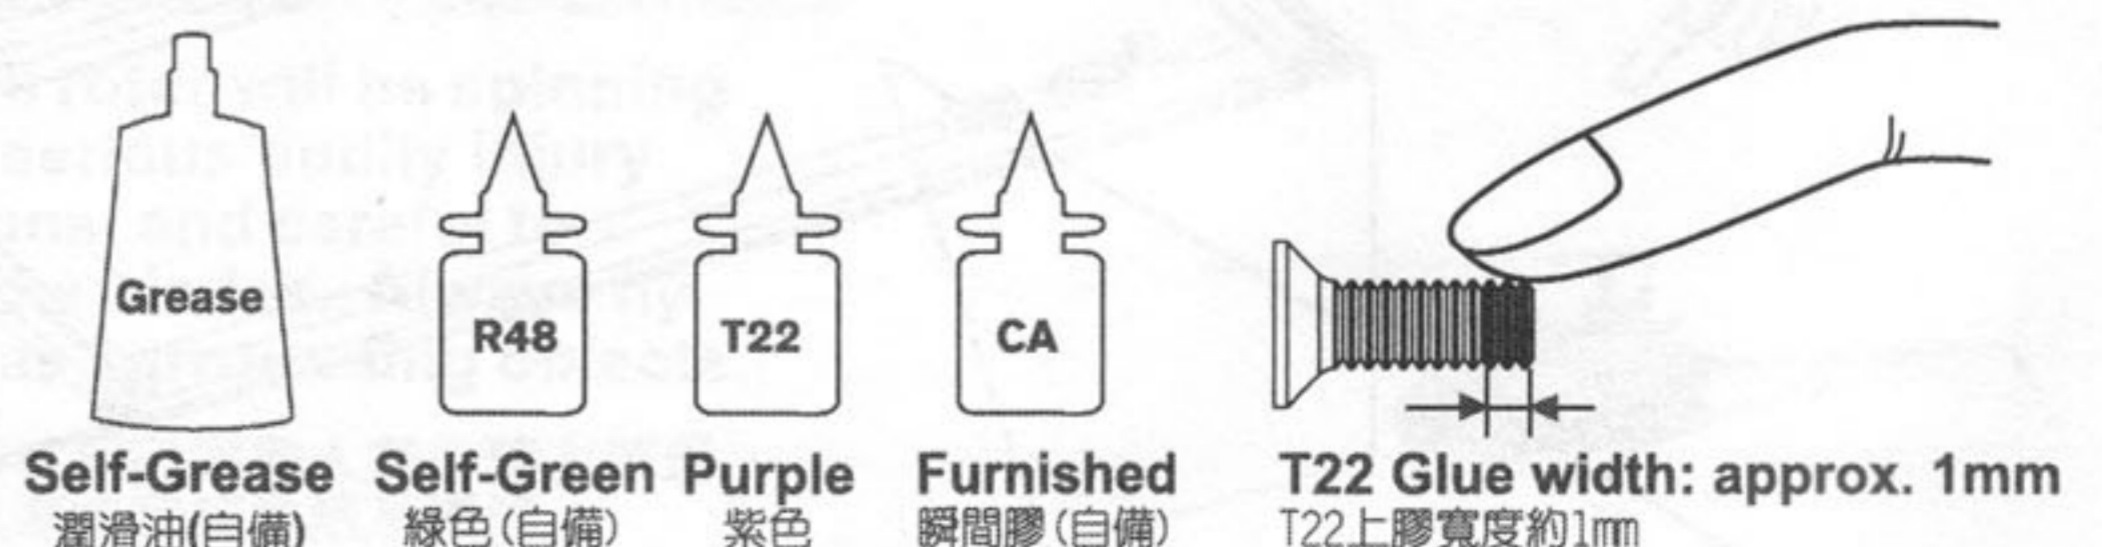 Grease
R48
T22
CA
Self-Grease Self-Green Purple Furnished T22 Glue width: approx. 1mm
潤滑油(自備) 綠色(自備) 紫色 瞬間膠(自備) T22上膠寬度約1mm